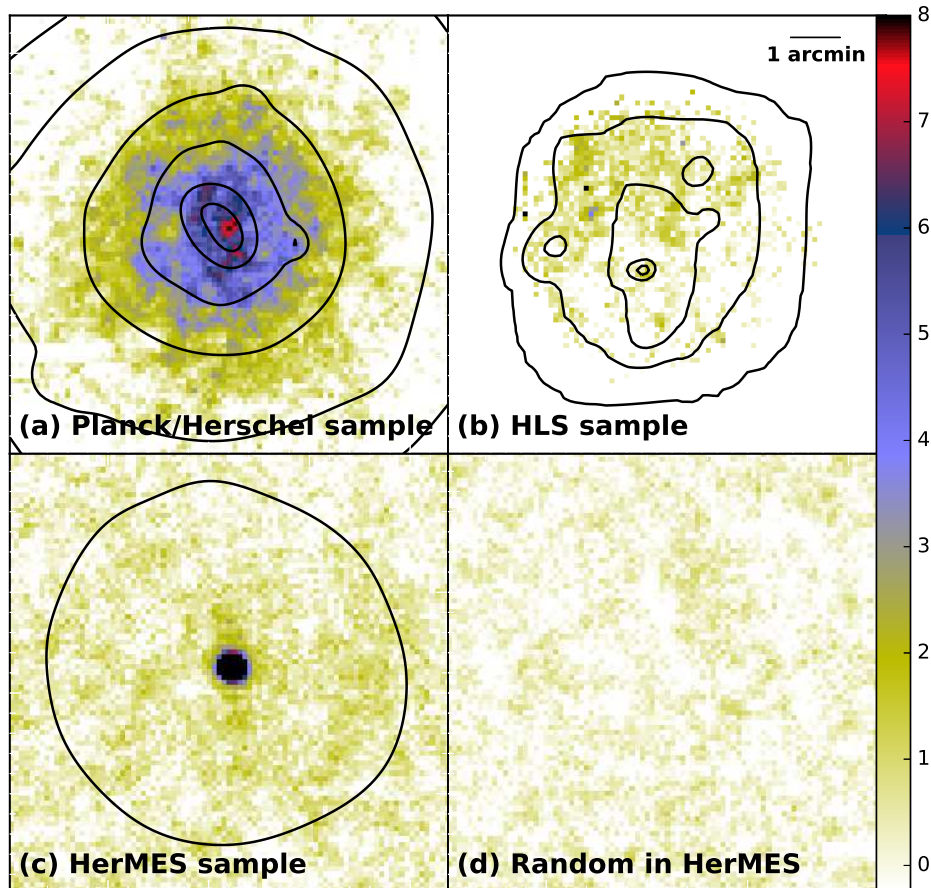 8
1 arcmin
7
6
5
(a) Planck/Herschel sample
(b) HLS sample
4
3
2
1
(c) HerMES sample
(d) Random in HerMES
0